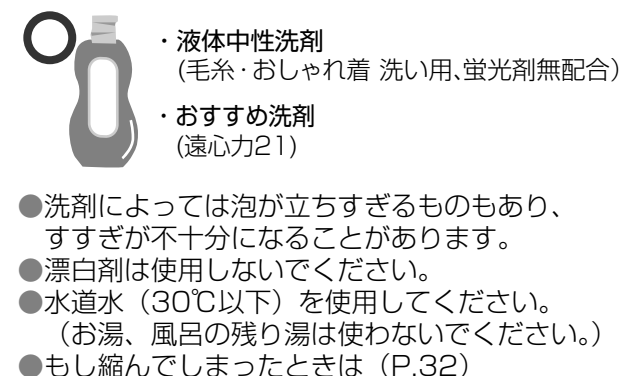 ・液体中性洗剤
(毛糸・おしゃれ着 洗い用、蛍光剤無配合)
・おすすめ洗剤
(遠心力21)
●洗剤によっては泡が立ちすぎるものもあり、
すすぎが不十分になることがあります。
●漂白剤は使用しないでください。
●水道水（30℃以下）を使用してください。
（お湯、風呂の残り湯は使わないでください。）
●もし縮んでしまったときは（P.32）